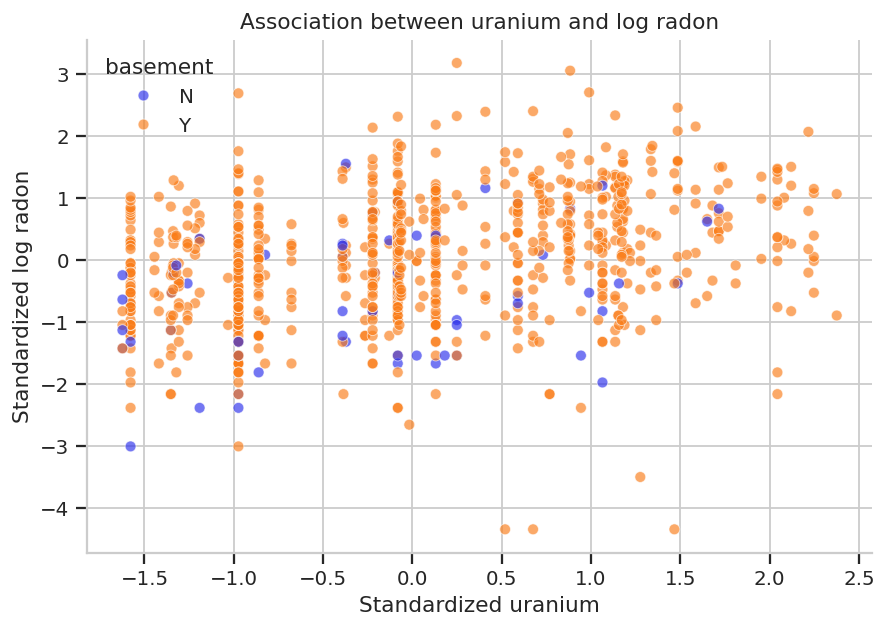 Association between uranium and log radon
basement
N
Y
3
2
1
0
−1
−2
−3
−4
Standardized log radon
−1.5
−1.0
−0.5
0.0
0.5
1.0
1.5
2.0
2.5
Standardized uranium